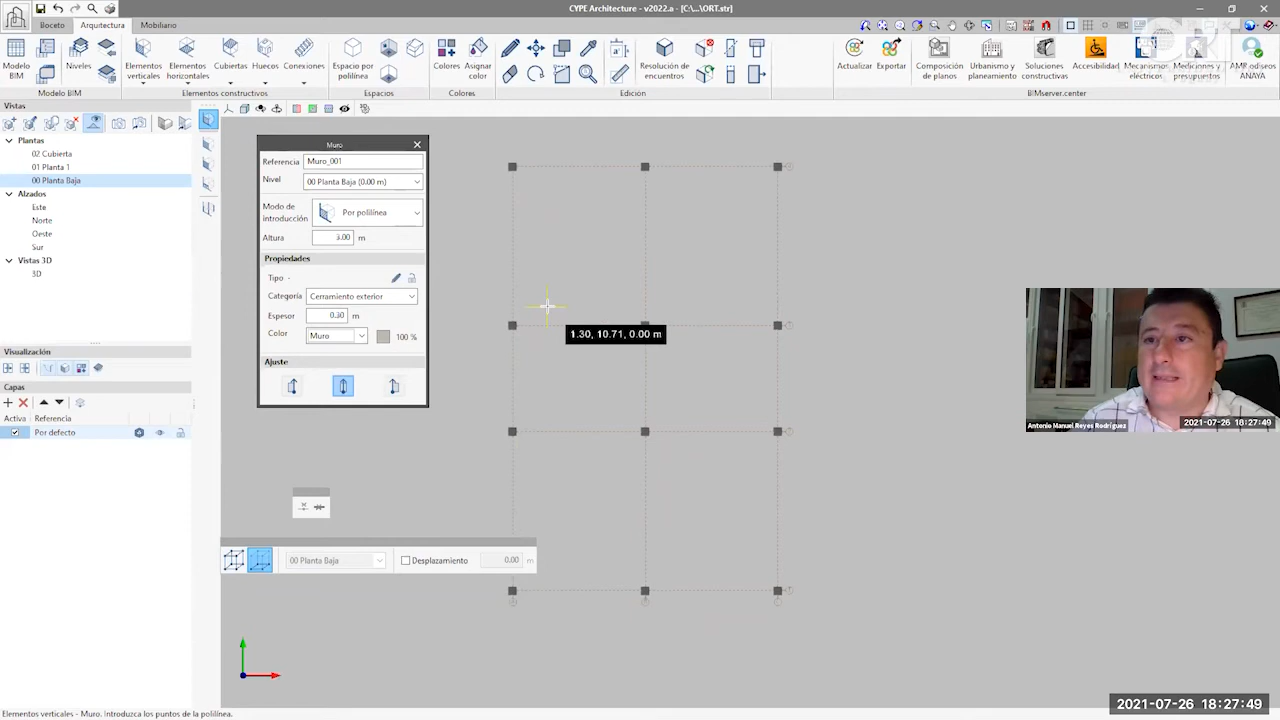 CYPE Architecture - v2022.a - [C:\...\ORT.str]
Boceto Arquitectura Mobiliario
Modelo BIM
Niveles
Elementos verticales
Elementos horizontales
Cubiertas
Huecos
Conexiones
Espacio por polilínea
Colores
Asignar color
Resolución de encuentros
Actualizar
Exportar
Composición de planos
Urbanismo y planeamiento
Soluciones constructivas
Accesibilidad
Mecanismos eléctricos
Mediciones y presupuestos
AMR odiseos ANAYA
Modelo BIM Elementos constructivos Espacios Colores Edición BIMserver.center
Vistas
Plantas
02 Cubierta
01 Planta 1
00 Planta Baja
Alzados
Este
Norte
Oeste
Sur
Vistas 3D
3D
Visualización
Capas
Activa Referencia
Por defecto
Muro
Referencia Muro_001
Nivel 00 Planta Baja (0.00 m)
Modo de introducción Por polilínea
Altura 3.00 m
Propiedades
Tipo -
Categoría Cerramiento exterior
Espesor 0.30 m
Color Muro 100 %
Ajuste
1.30, 10.71, 0.00 m
00 Planta Baja Desplazamiento 0.00 m
Antonio Manuel Reyes Rodríguez
2021-07-26 18:27:49
2021-07-26 18:27:49
Elementos verticales - Muro. Introduzca los puntos de la polilínea.